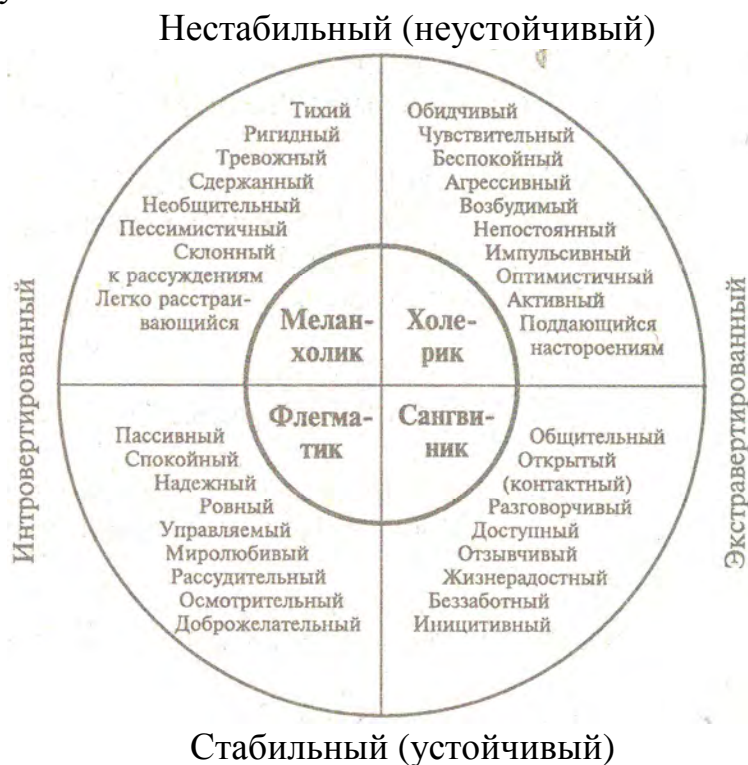 Нестабильный (неустойчивый)
Тихий
Ригидный
Тревожный
Сдержанный
Необщительный
Пессимистичный
Склонный
к рассуждениям
Легко расстраи-
вающийся
Обидчивый
Чувствительный
Беспокойный
Агрессивный
Возбудимый
Непостоянный
Импульсивный
Оптимистичный
Активный
Поддающийся
настороениям
Интровертированный
Мелан-
холик
Холе-
рик
Флегма-
тик
Сангви-
ник
Экстравертированный
Пассивный
Спокойный
Надежный
Ровный
Управляемый
Миролюбивый
Рассудительный
Осмотрительный
Доброжелательный
Общительный
Открытый
(контактный)
Разговорчивый
Доступный
Отзывчивый
Жизнерадостный
Беззаботный
Иницитивный
Стабильный (устойчивый)